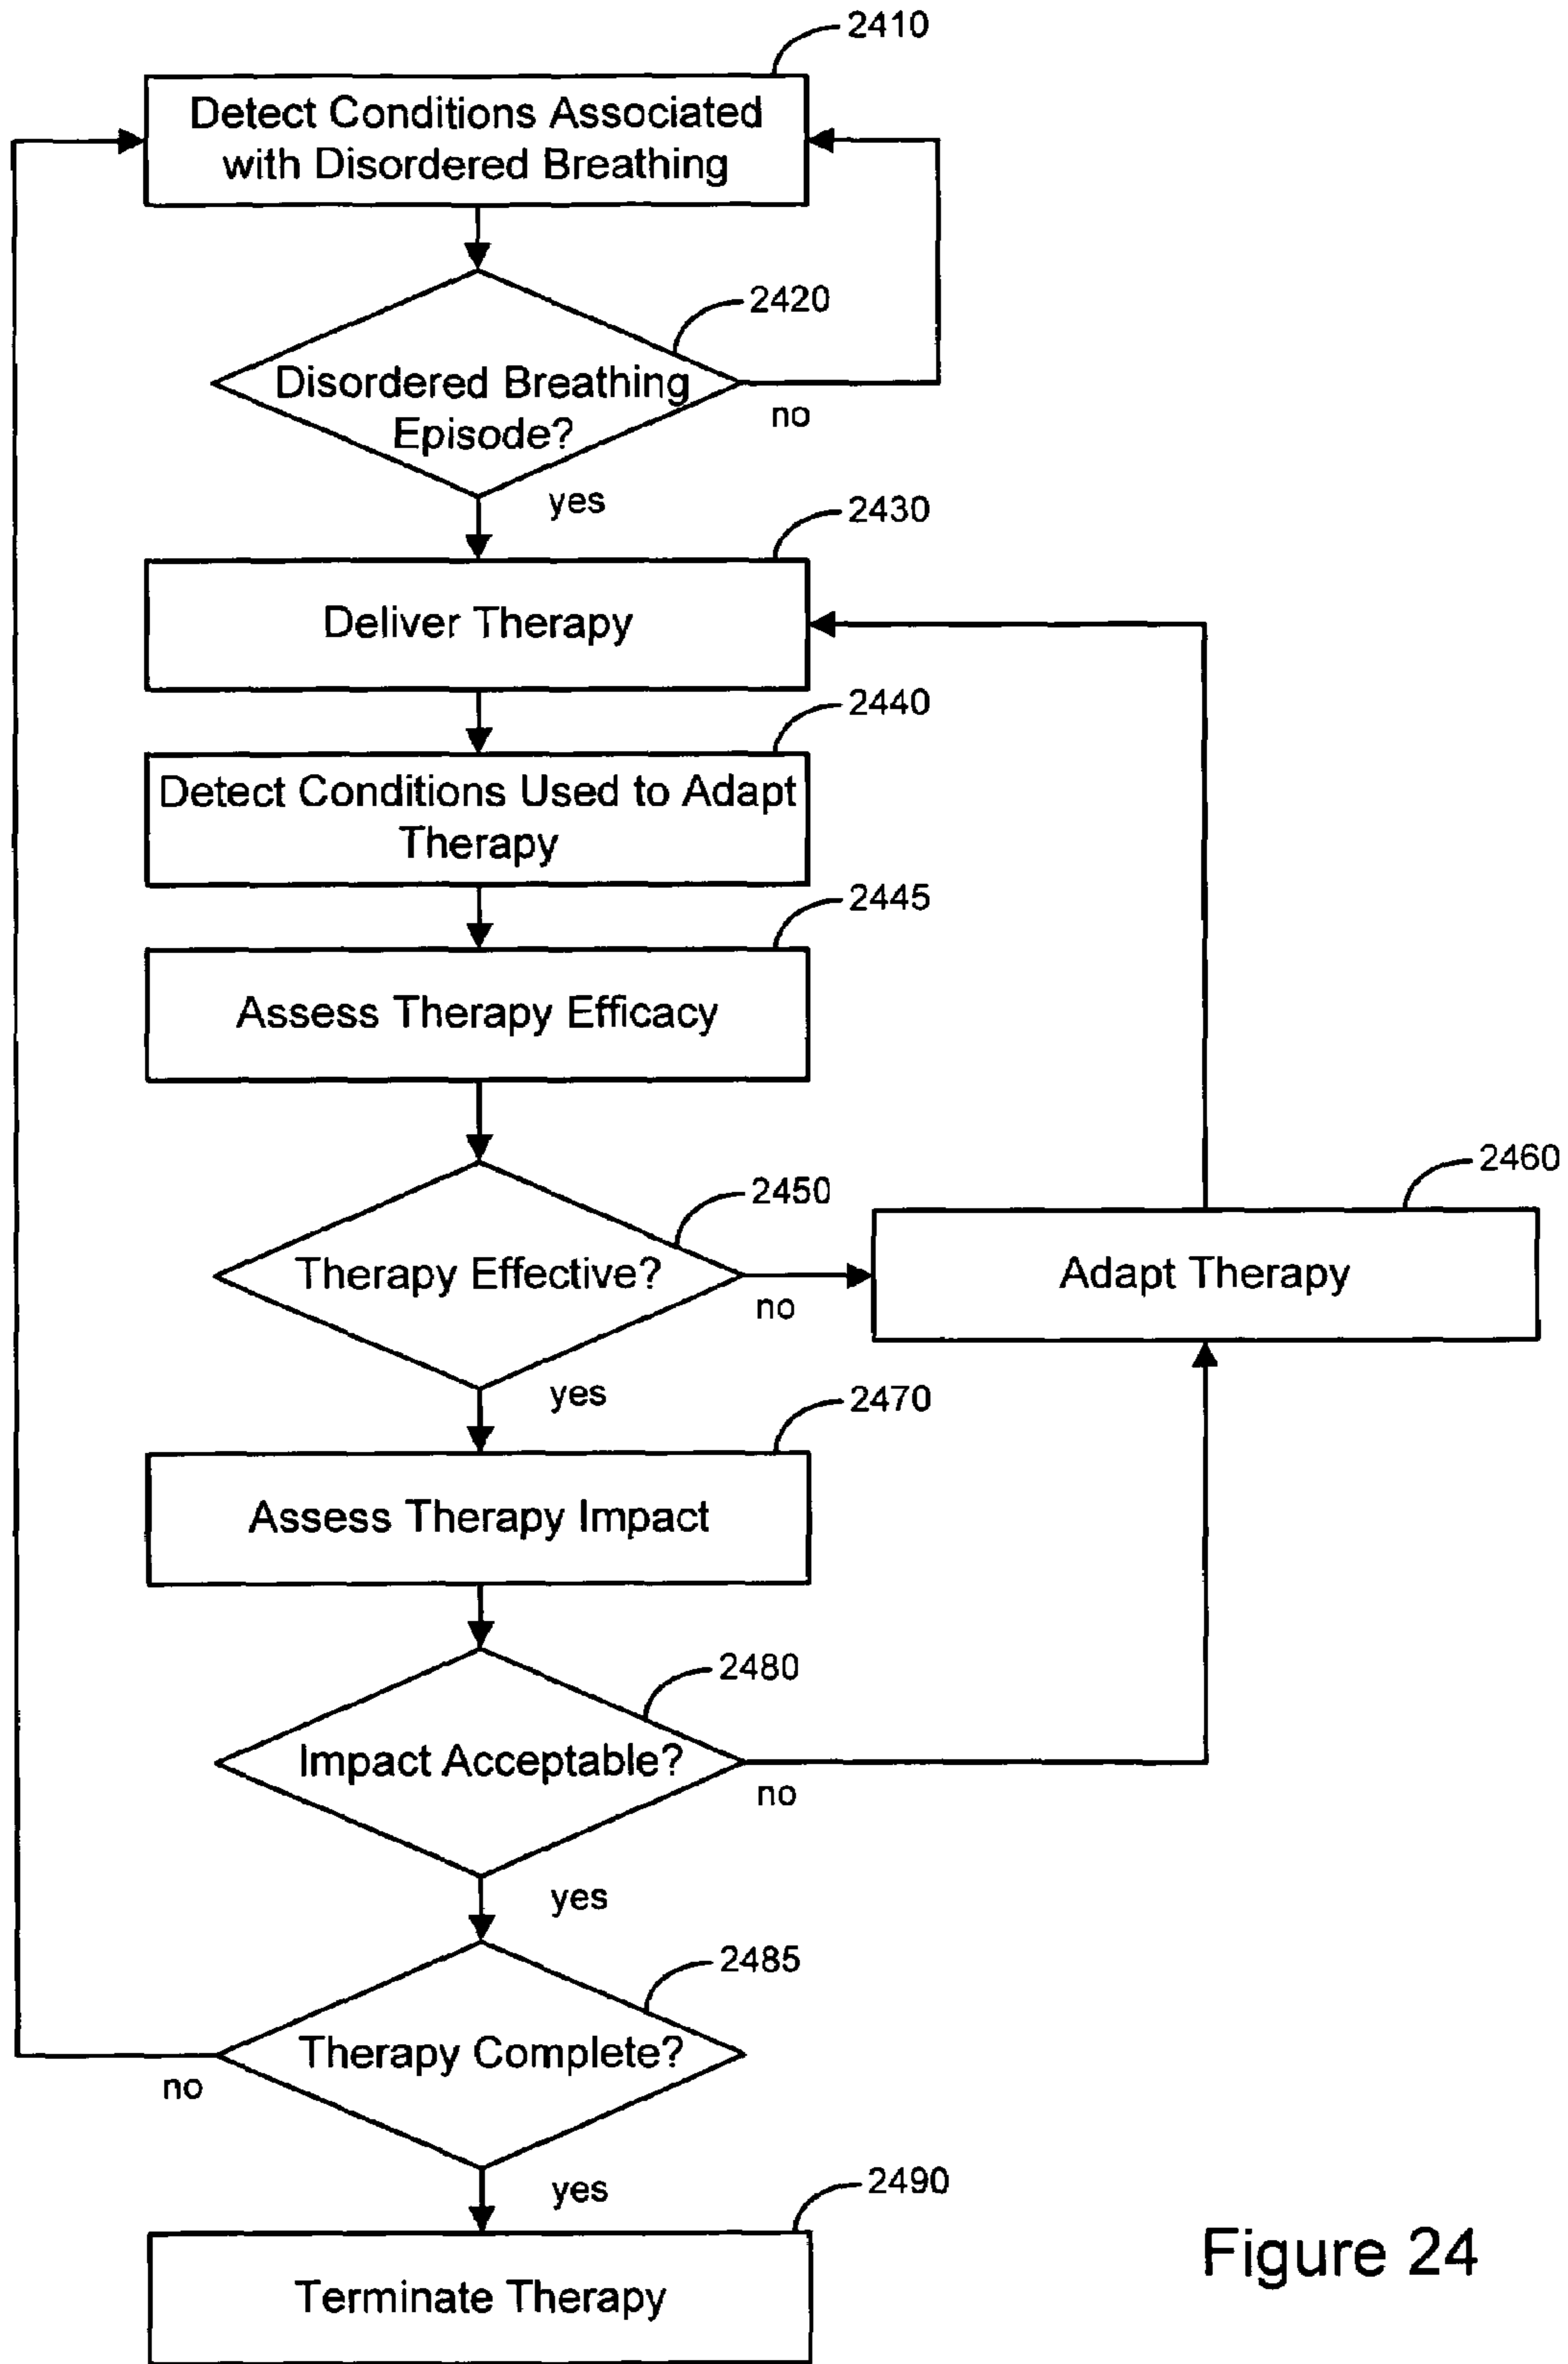 2410
Detect Conditions Associated
with Disordered Breathing
2420
Disordered Breathing
Episode?
no
yes
2430
Deliver Therapy
2440
Detect Conditions Used to Adapt
Therapy
2445
Assess Therapy Efficacy
2450
Therapy Effective?
no
yes
2460
Adapt Therapy
2470
Assess Therapy Impact
2480
Impact Acceptable?
no
yes
2485
Therapy Complete?
no
yes
2490
Terminate Therapy
Figure 24